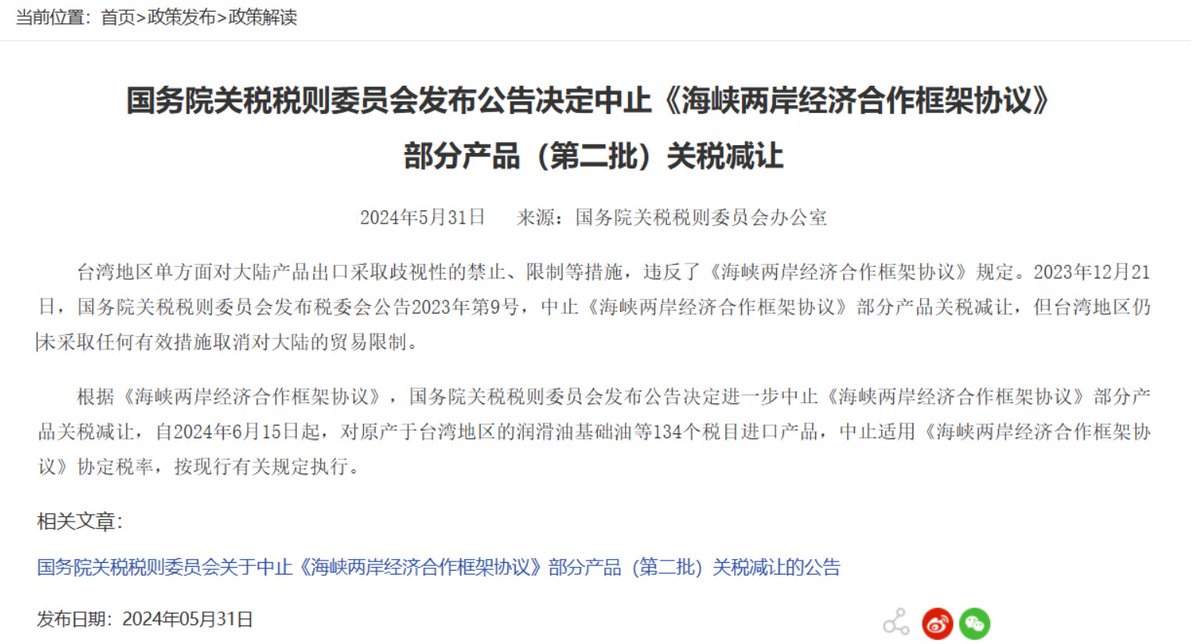 当前位置：首页>政策发布>政策解读
国务院关税税则委员会发布公告决定中止《海峡两岸经济合作框架协议》
部分产品（第二批）关税减让
2024年5月31日 来源：国务院关税税则委员会办公室
台湾地区单方面对大陆产品出口采取歧视性的禁止、限制等措施，违反了《海峡两岸经济合作框架协议》规定。2023年12月21
日，国务院关税税则委员会发布税委会公告2023年第9号，中止《海峡两岸经济合作框架协议》部分产品关税减让，但台湾地区仍
未采取任何有效措施取消对大陆的贸易限制。
根据《海峡两岸经济合作框架协议》，国务院关税税则委员会发布公告决定进一步中止《海峡两岸经济合作框架协议》部分产
品关税减让，自2024年6月15日起，对原产于台湾地区的润滑油基础油等134个税目进口产品，中止适用《海峡两岸经济合作框架协
议》协定税率，按现行有关规定执行。
相关文章：
国务院关税税则委员会关于中止《海峡两岸经济合作框架协议》部分产品（第二批）关税减让的公告
发布日期：2024年05月31日